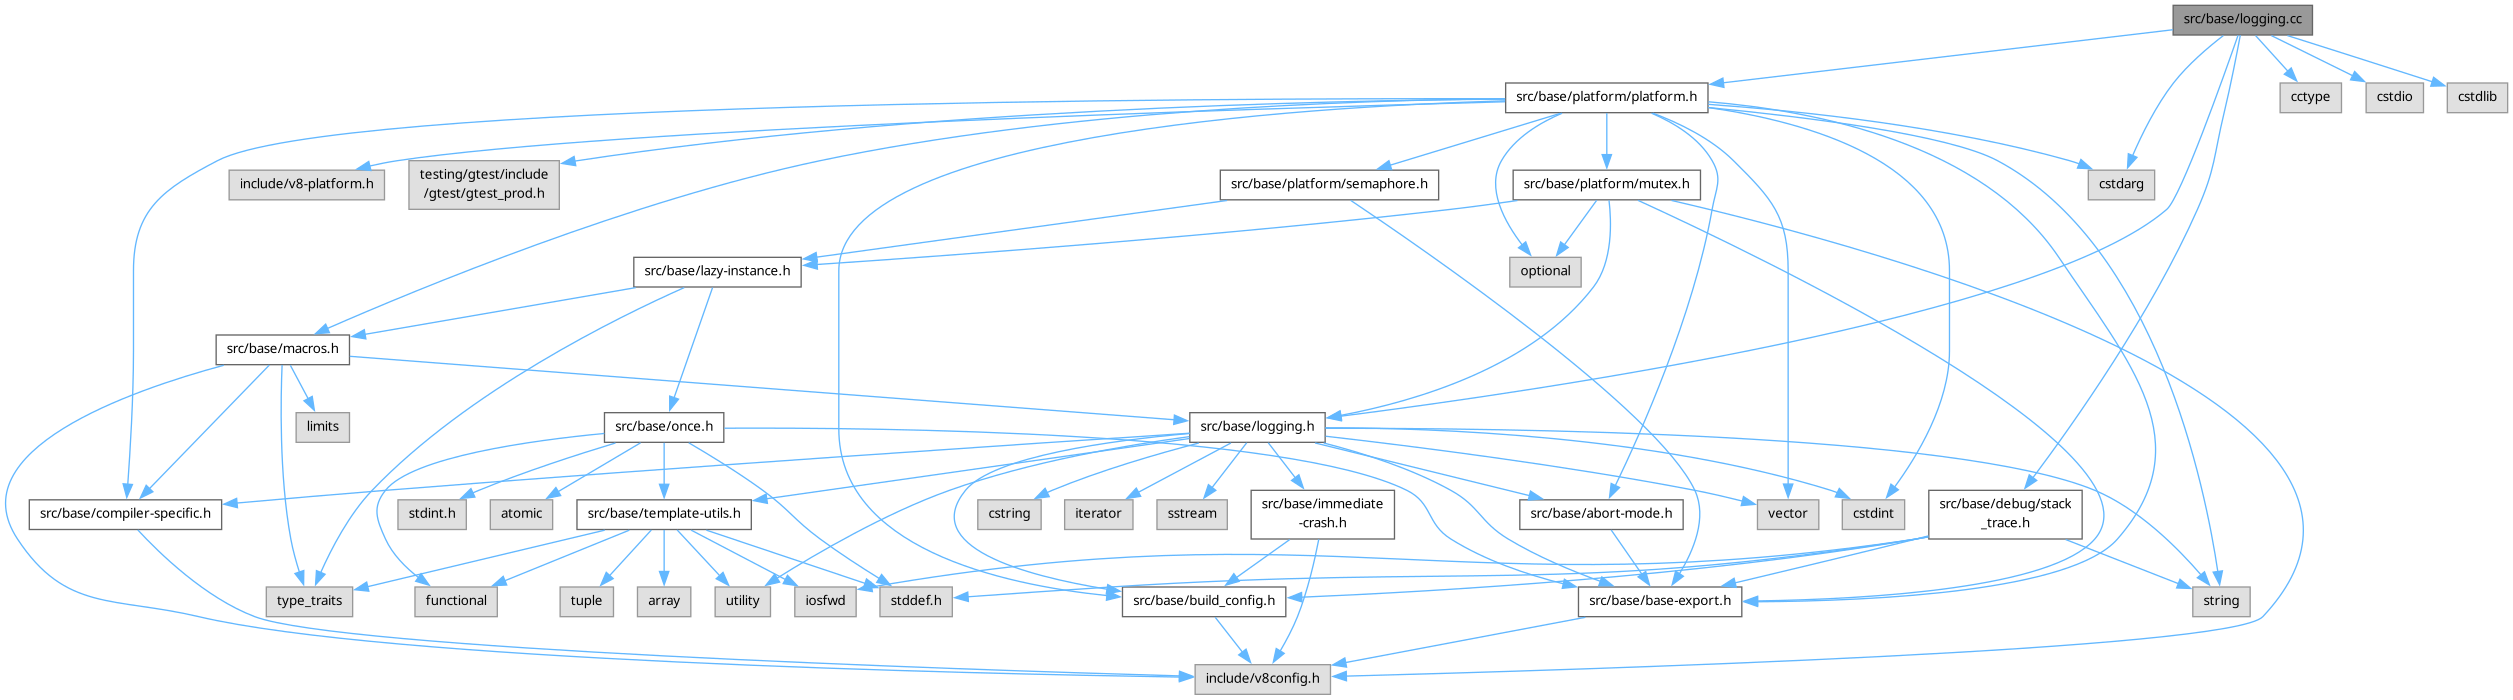 src/base/logging.cc
src/base/platform/platform.h
cctype
cstdio
cstdlib
include/v8-platform.h
testing/gtest/include
/gtest/gtest_prod.h
src/base/platform/semaphore.h
src/base/platform/mutex.h
cstdarg
src/base/lazy-instance.h
optional
src/base/macros.h
limits
src/base/once.h
src/base/logging.h
src/base/compiler-specific.h
stdint.h
atomic
src/base/template-utils.h
cstring
iterator
sstream
src/base/immediate
-crash.h
src/base/abort-mode.h
vector
cstdint
src/base/debug/stack
_trace.h
type_traits
functional
tuple
array
utility
iosfwd
stddef.h
src/base/build_config.h
src/base/base-export.h
string
include/v8config.h